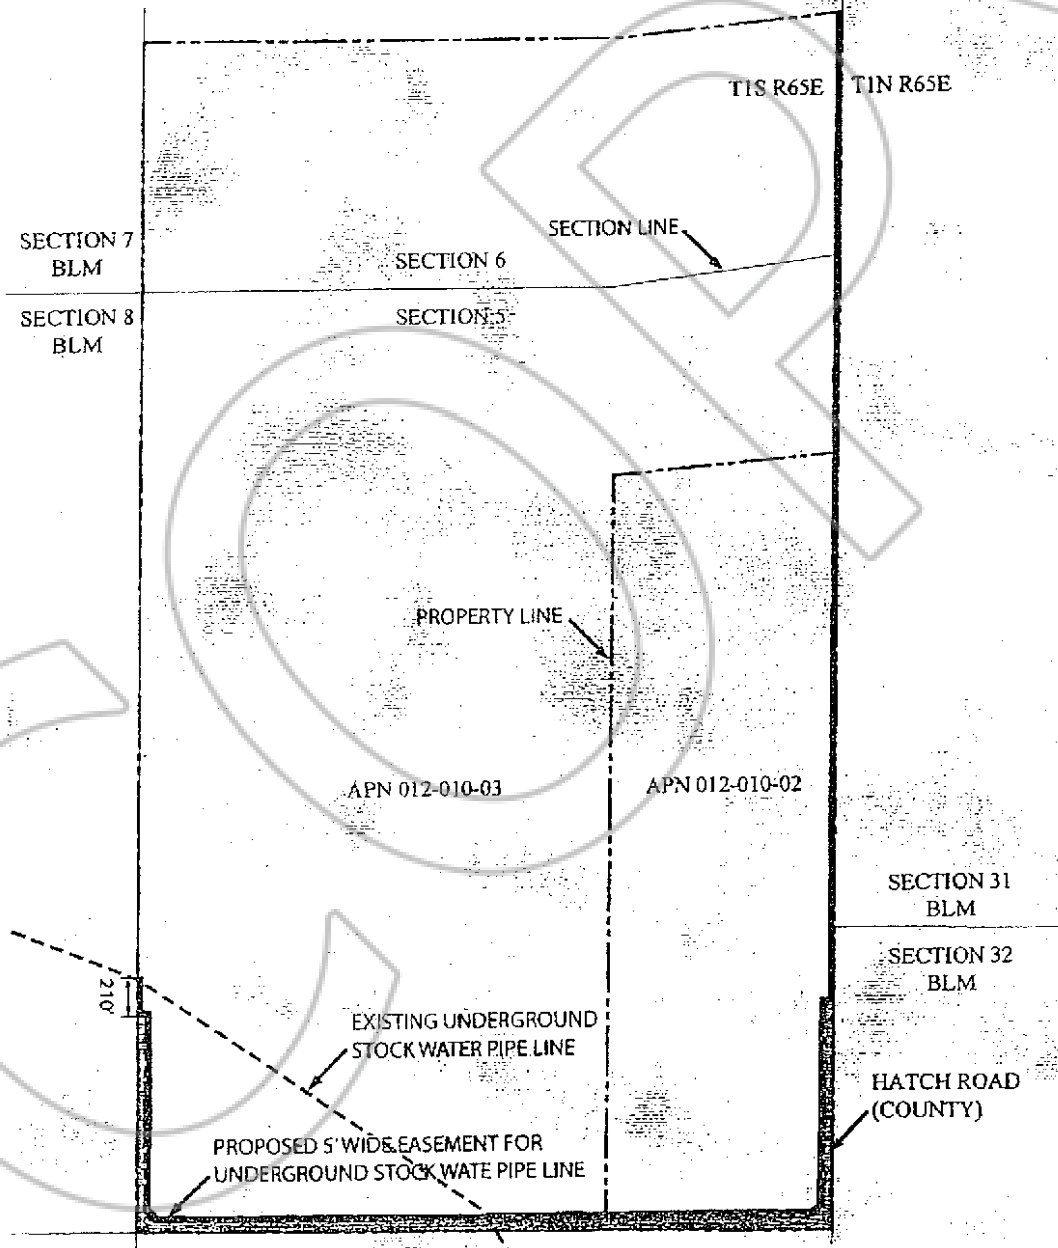 T1S R65E
T1N R65E
SECTION LINE
SECTION 7
BLM
SECTION 6
SECTION 8
BLM
SECTION 5
PROPERTY LINE
APN 012-010-03
APN 012-010-02
SECTION 31
BLM
SECTION 32
BLM
210'
EXISTING UNDERGROUND
STOCK WATER PIPE LINE
HATCH ROAD
(COUNTY)
PROPOSED 5' WIDE EASEMENT FOR
UNDERGROUND STOCK WATE PIPE LINE
COP